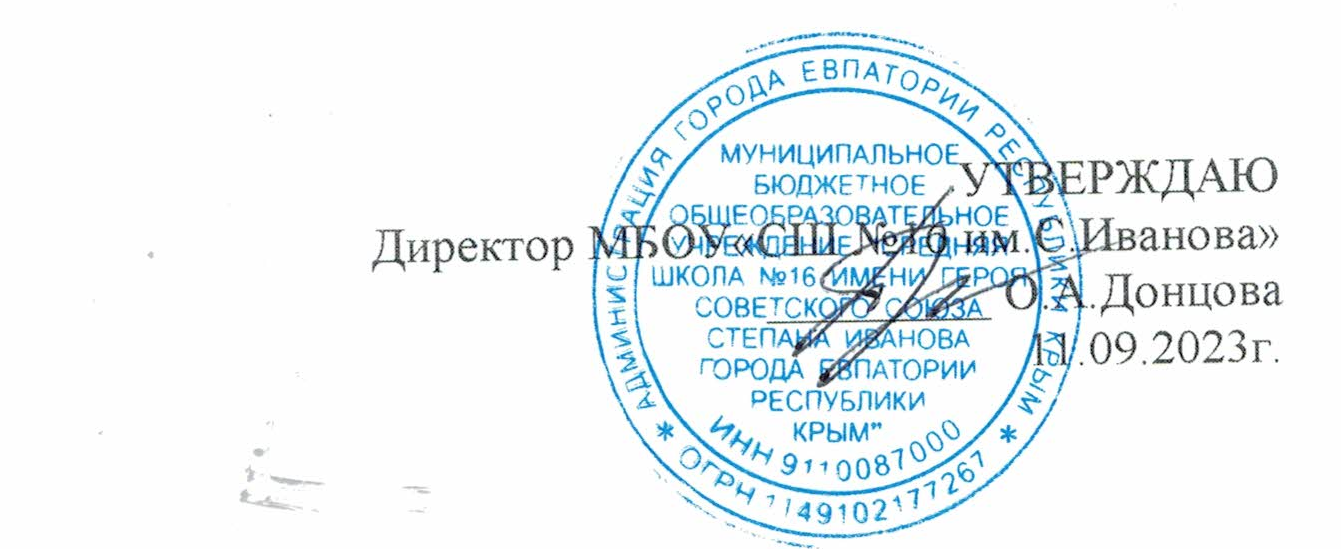 УТВЕРЖДАЮ
Директор МБОУ«СШ №16 им.С.Иванова»
О.А.Донцова
11.09.2023г.
АДМИНИСТРАЦИЯ ГОРОДА ЕВПАТОРИИ РЕСПУБЛИКИ КРЫМ
* ОГРН 1149102177267 *
МУНИЦИПАЛЬНОЕ
БЮДЖЕТНОЕ
ОБЩЕОБРАЗОВАТЕЛЬНОЕ
УЧРЕЖДЕНИЕ "СРЕДНЯЯ
ШКОЛА №16 ИМЕНИ ГЕРОЯ
СОВЕТСКОГО СОЮЗА
СТЕПАНА ИВАНОВА
ГОРОДА ЕВПАТОРИИ
РЕСПУБЛИКИ
КРЫМ"
ИНН 9110087000